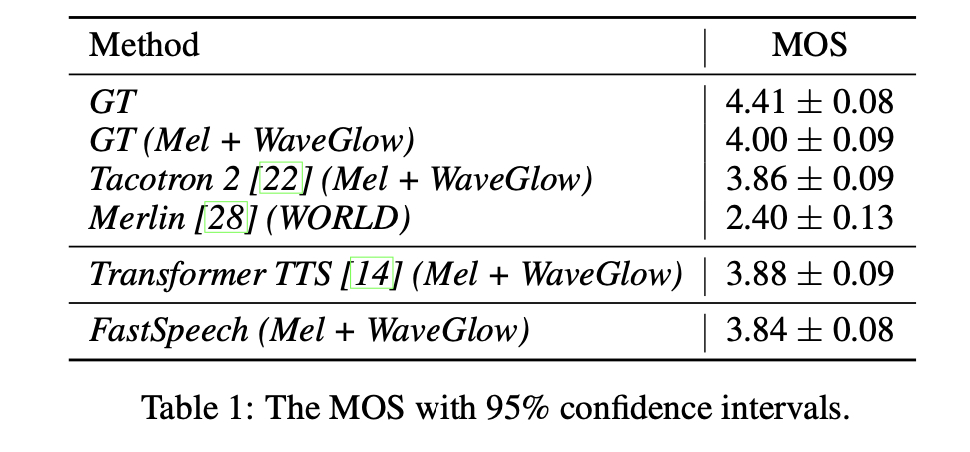 Method MOS
GT 4.41 ± 0.08
GT (Mel + WaveGlow) 4.00 ± 0.09
Tacotron 2 [22] (Mel + WaveGlow) 3.86 ± 0.09
Merlin [28] (WORLD) 2.40 ± 0.13
Transformer TTS [14] (Mel + WaveGlow) 3.88 ± 0.09
FastSpeech (Mel + WaveGlow) 3.84 ± 0.08
Table 1: The MOS with 95% confidence intervals.